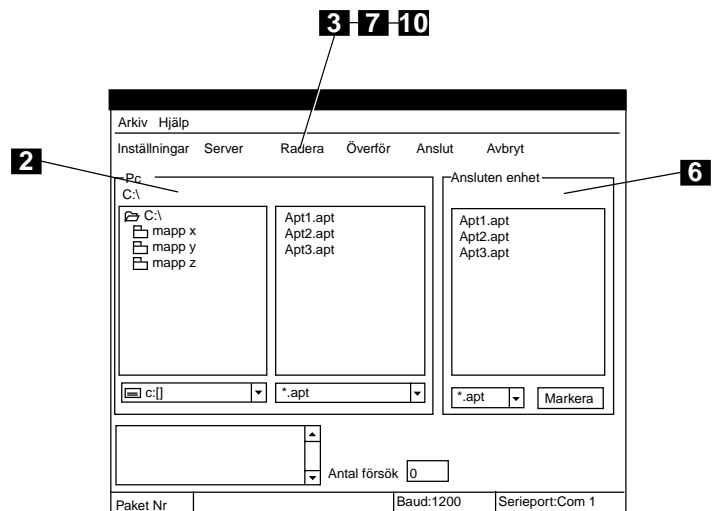 3 7 10
Arkiv Hjälp
Inställningar Server Radera Överför Anslut Avbryt
2
Pc
Ansluten enhet
6
C:\
C:\
mapp x
mapp y
mapp z
Apt1.apt
Apt2.apt
Apt3.apt
Apt1.apt
Apt2.apt
Apt3.apt
c:[]
*.apt
*.apt
Markera
Antal försök 0
Paket Nr
Baud:1200
Serieport:Com 1